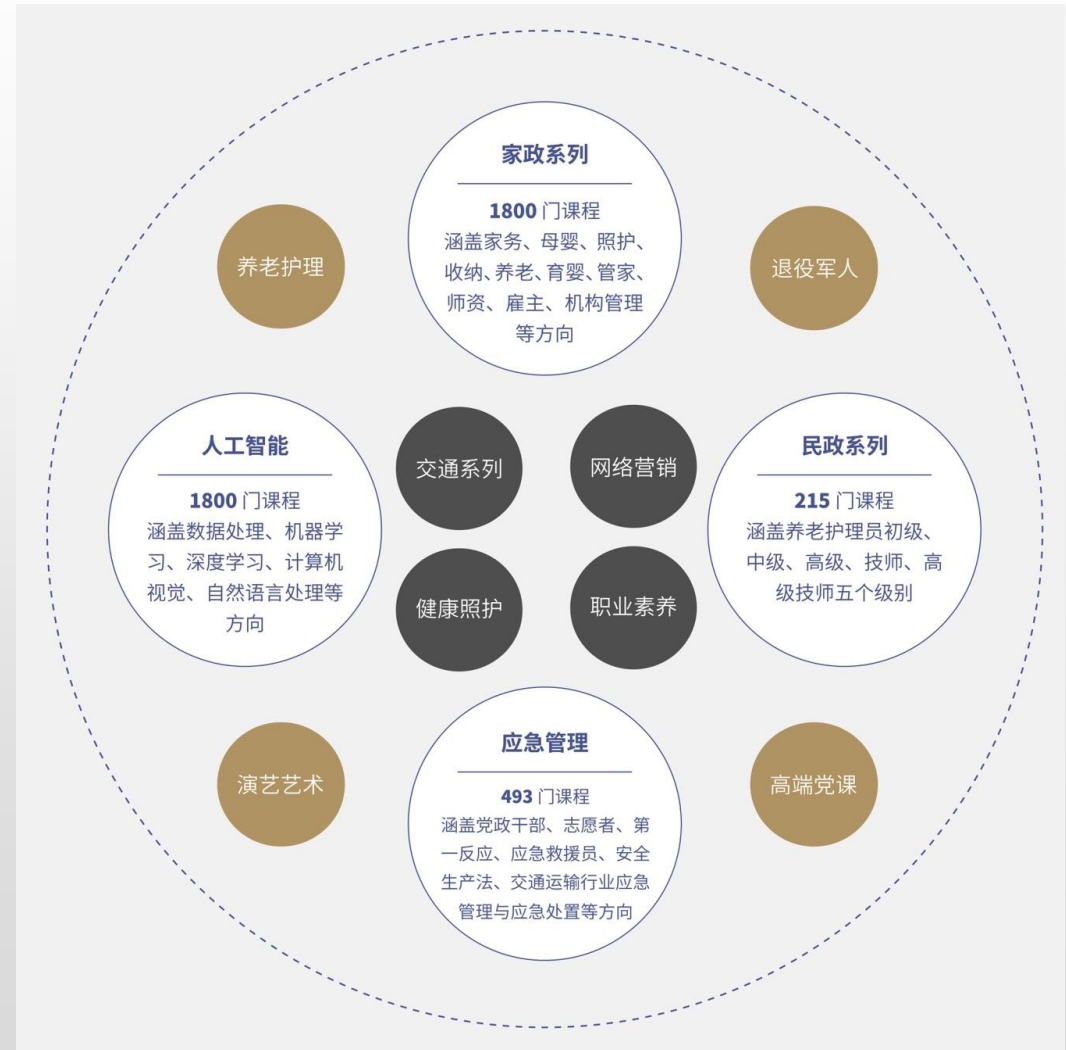 家政系列
1800 门课程
涵盖家务、母婴、照护、
收纳、养老、育婴、管家、
师资、雇主、机构管理
等方向
养老护理
退役军人
人工智能
1800 门课程
涵盖数据处理、机器学
习、深度学习、计算机
视觉、自然语言处理等
方向
交通系列
网络营销
健康照护
职业素养
民政系列
215 门课程
涵盖养老护理员初级、
中级、高级、技师、高
级技师五个级别
演艺艺术
高端党课
应急管理
493 门课程
涵盖党政干部、志愿者、第
一反应、应急救援员、安全
生产法、交通运输行业应急
管理与应急处置等方向